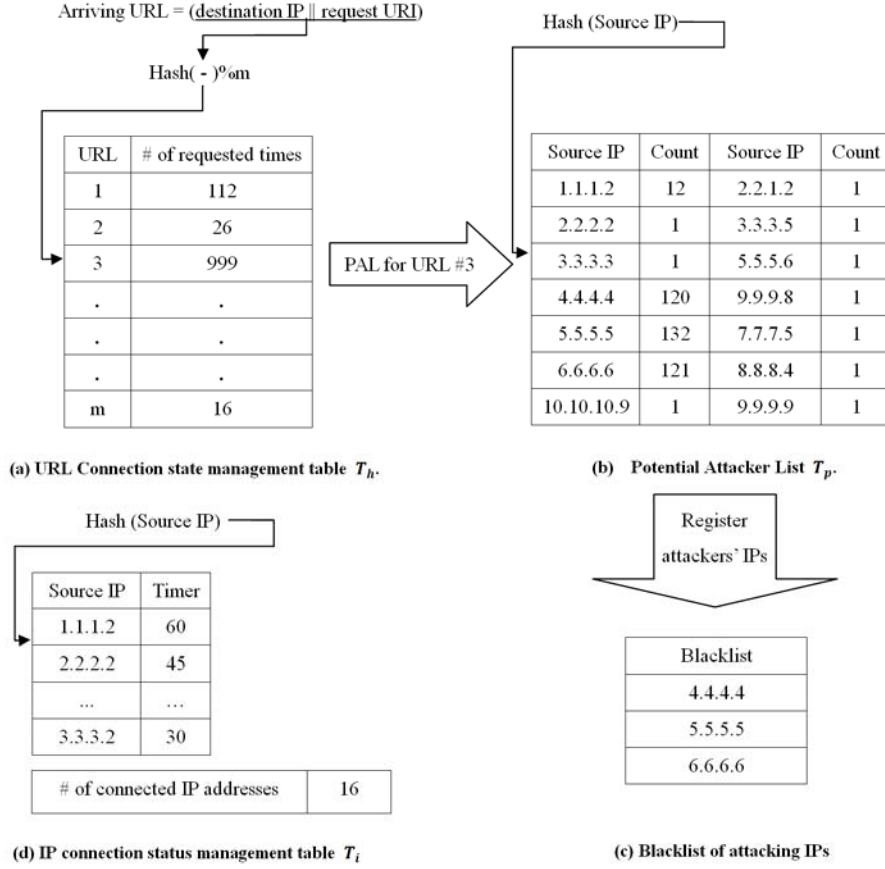 Arriving URL = (destination IP || request URI)
Hash( - )%m
URL # of requested times
1 112
2 26
3 999
. .
. .
. .
m 16
(a) URL Connection state management table T_h.
PAL for URL #3
Hash (Source IP)
Source IP Count Source IP Count
1.1.1.2 12 2.2.1.2 1
2.2.2.2 1 3.3.3.5 1
3.3.3.3 1 5.5.5.6 1
4.4.4.4 120 9.9.9.8 1
5.5.5.5 132 7.7.7.5 1
6.6.6.6 121 8.8.8.4 1
10.10.10.9 1 9.9.9.9 1
(b) Potential Attacker List T_p.
Hash (Source IP)
Source IP Timer
1.1.1.2 60
2.2.2.2 45
... ...
3.3.3.2 30
# of connected IP addresses 16
(d) IP connection status management table T_i
Register
attackers' IPs
Blacklist
4.4.4.4
5.5.5.5
6.6.6.6
(c) Blacklist of attacking IPs